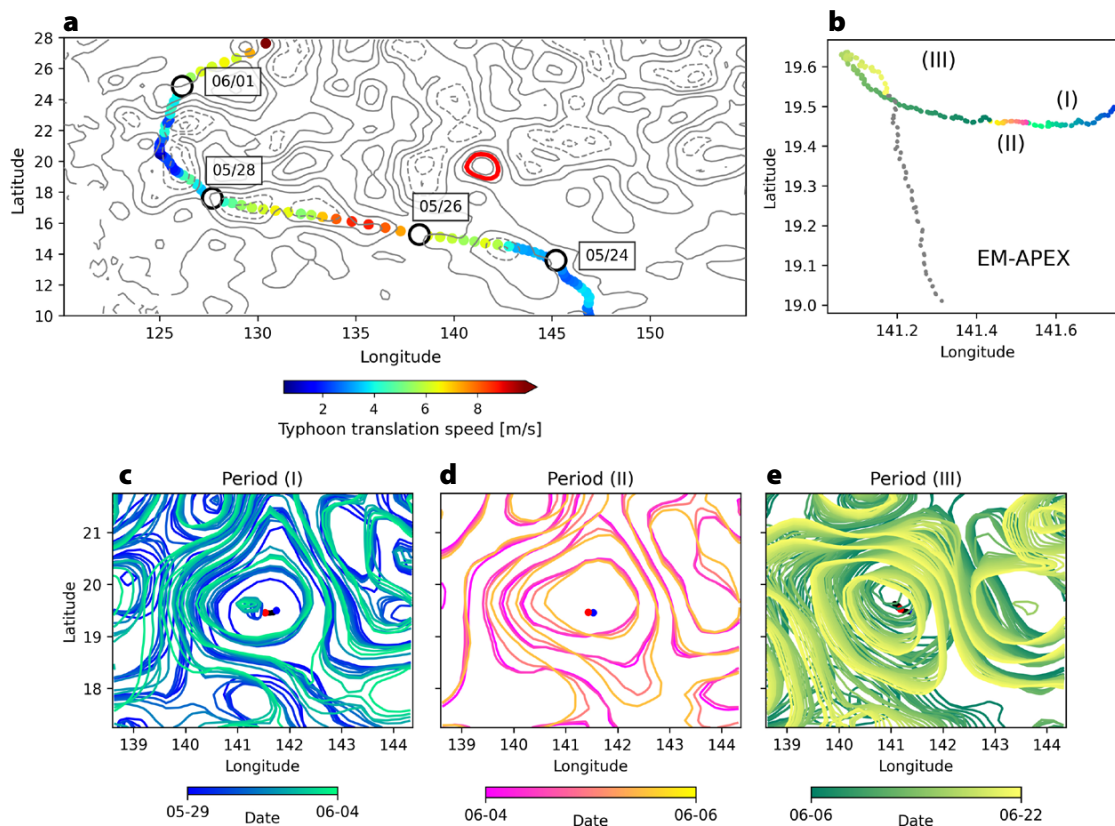 a
28
26
24
22
20
18
16
14
12
10
Latitude
06/01
05/28
05/26
05/24
125
130
135
140
145
150
Longitude
2
4
6
8
Typhoon translation speed [m/s]
b
19.6
19.5
19.4
19.3
19.2
19.1
19.0
Latitude
(III)
(I)
(II)
EM-APEX
141.2
141.4
141.6
Longitude
c
Period (I)
21
20
19
18
Latitude
139
140
141
142
143
144
Longitude
05-29
06-04
Date
d
Period (II)
139
140
141
142
143
144
Longitude
06-04
06-06
Date
e
Period (III)
138
139
140
141
142
143
144
Longitude
06-06
06-22
Date